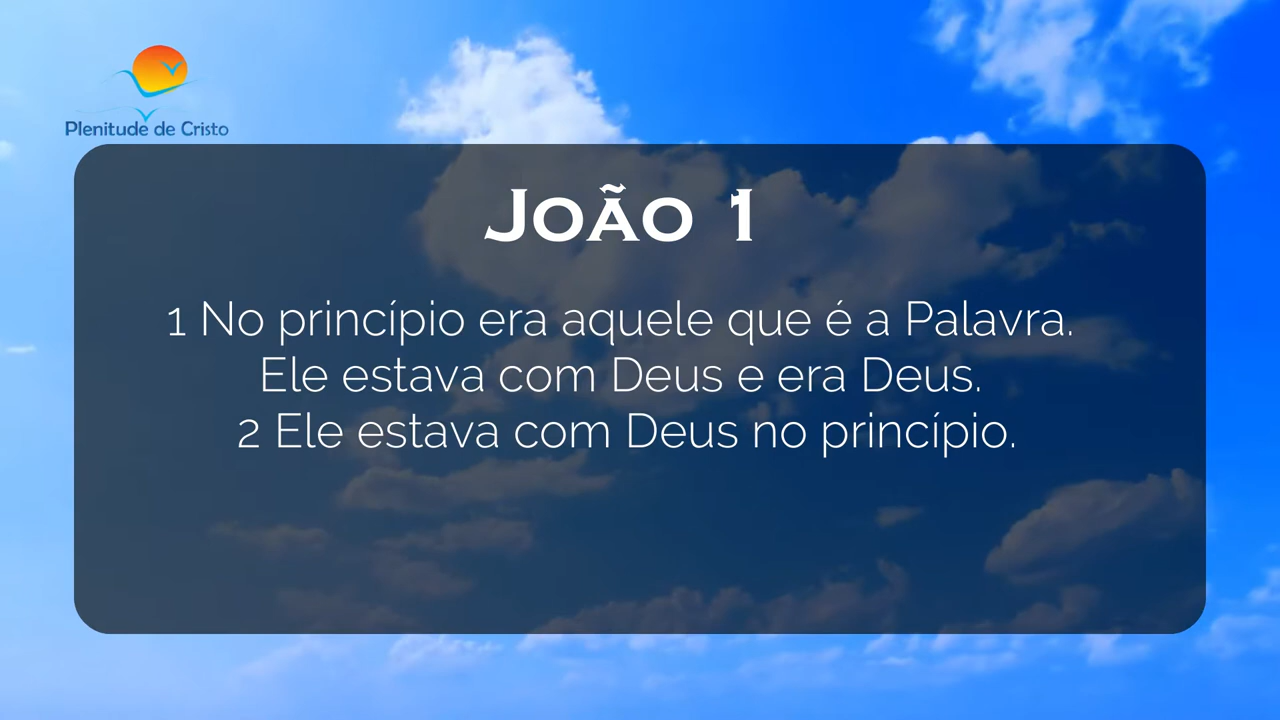 Plenitude de Cristo
João 1
1 No princípio era aquele que é a Palavra.
Ele estava com Deus e era Deus.
2 Ele estava com Deus no princípio.